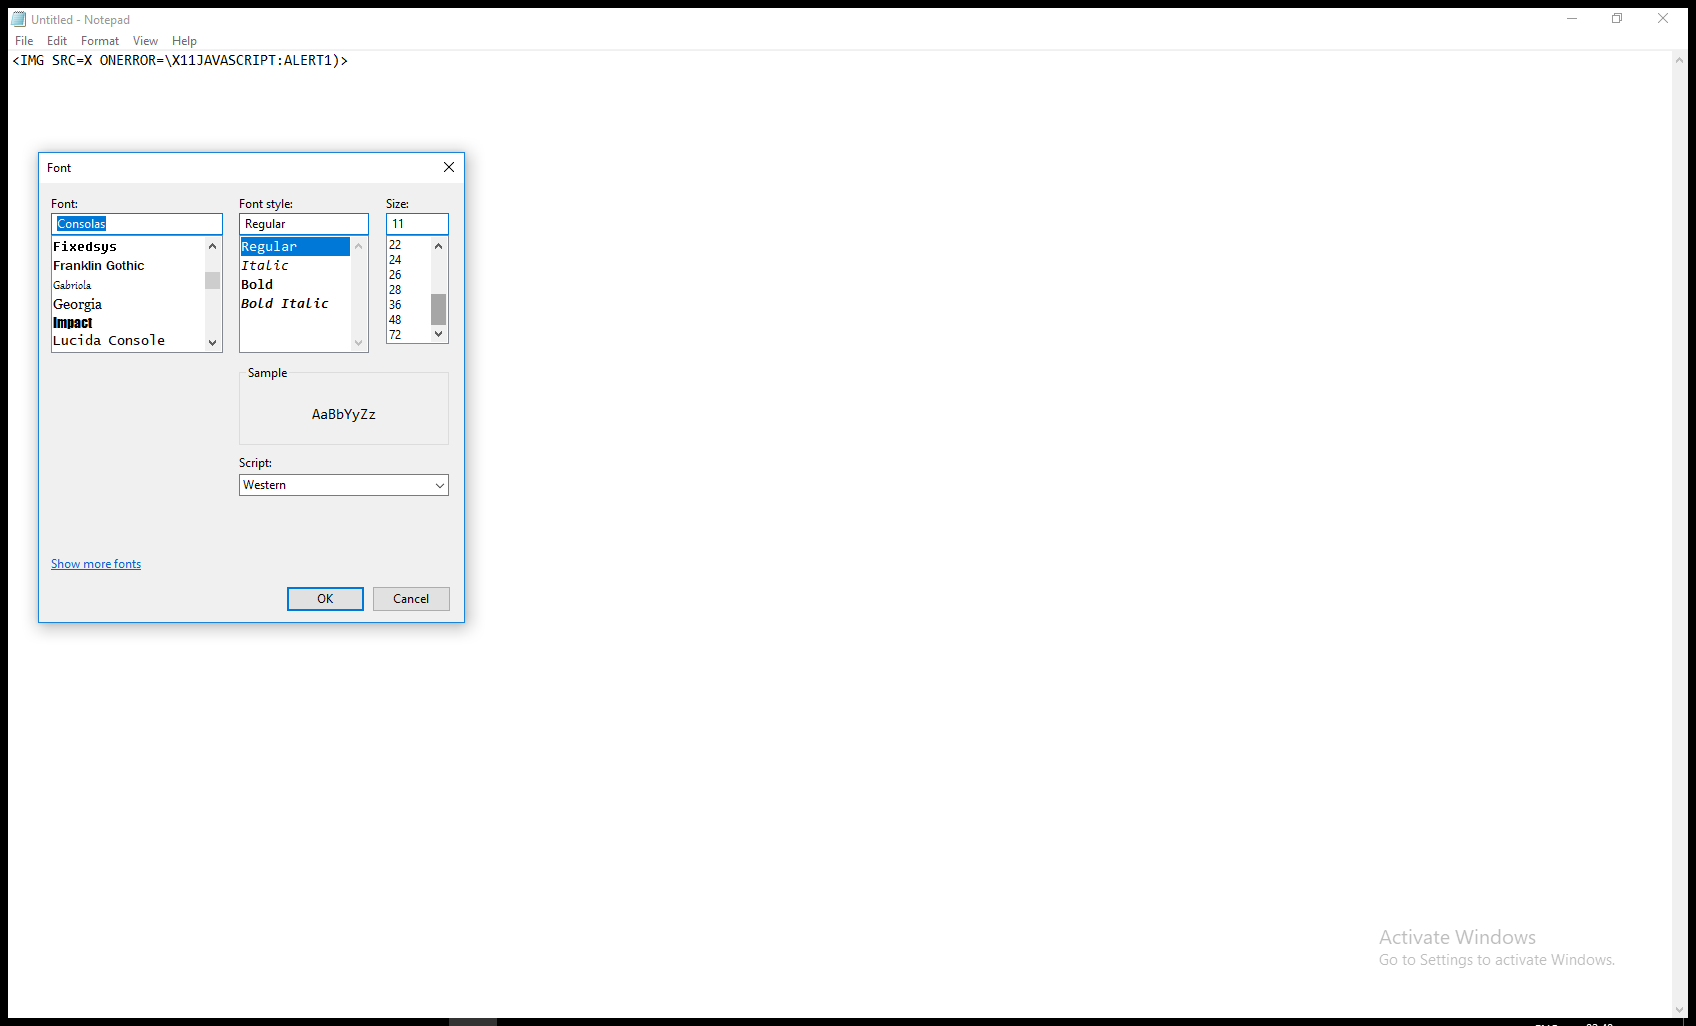 Untitled - Notepad
File Edit Format View Help
<IMG SRC=X ONERROR=\X11JAVASCRIPT:ALERT1)>
Font
Font: Font style: Size:
Consolas Regular 11
Fixedsys
Franklin Gothic
Gabriola
Georgia
Impact
Lucida Console
Regular
Italic
Bold
Bold Italic
22
24
26
28
36
48
72
Sample
AaBbYyZz
Script:
Western
Show more fonts
OK Cancel
Activate Windows
Go to Settings to activate Windows.